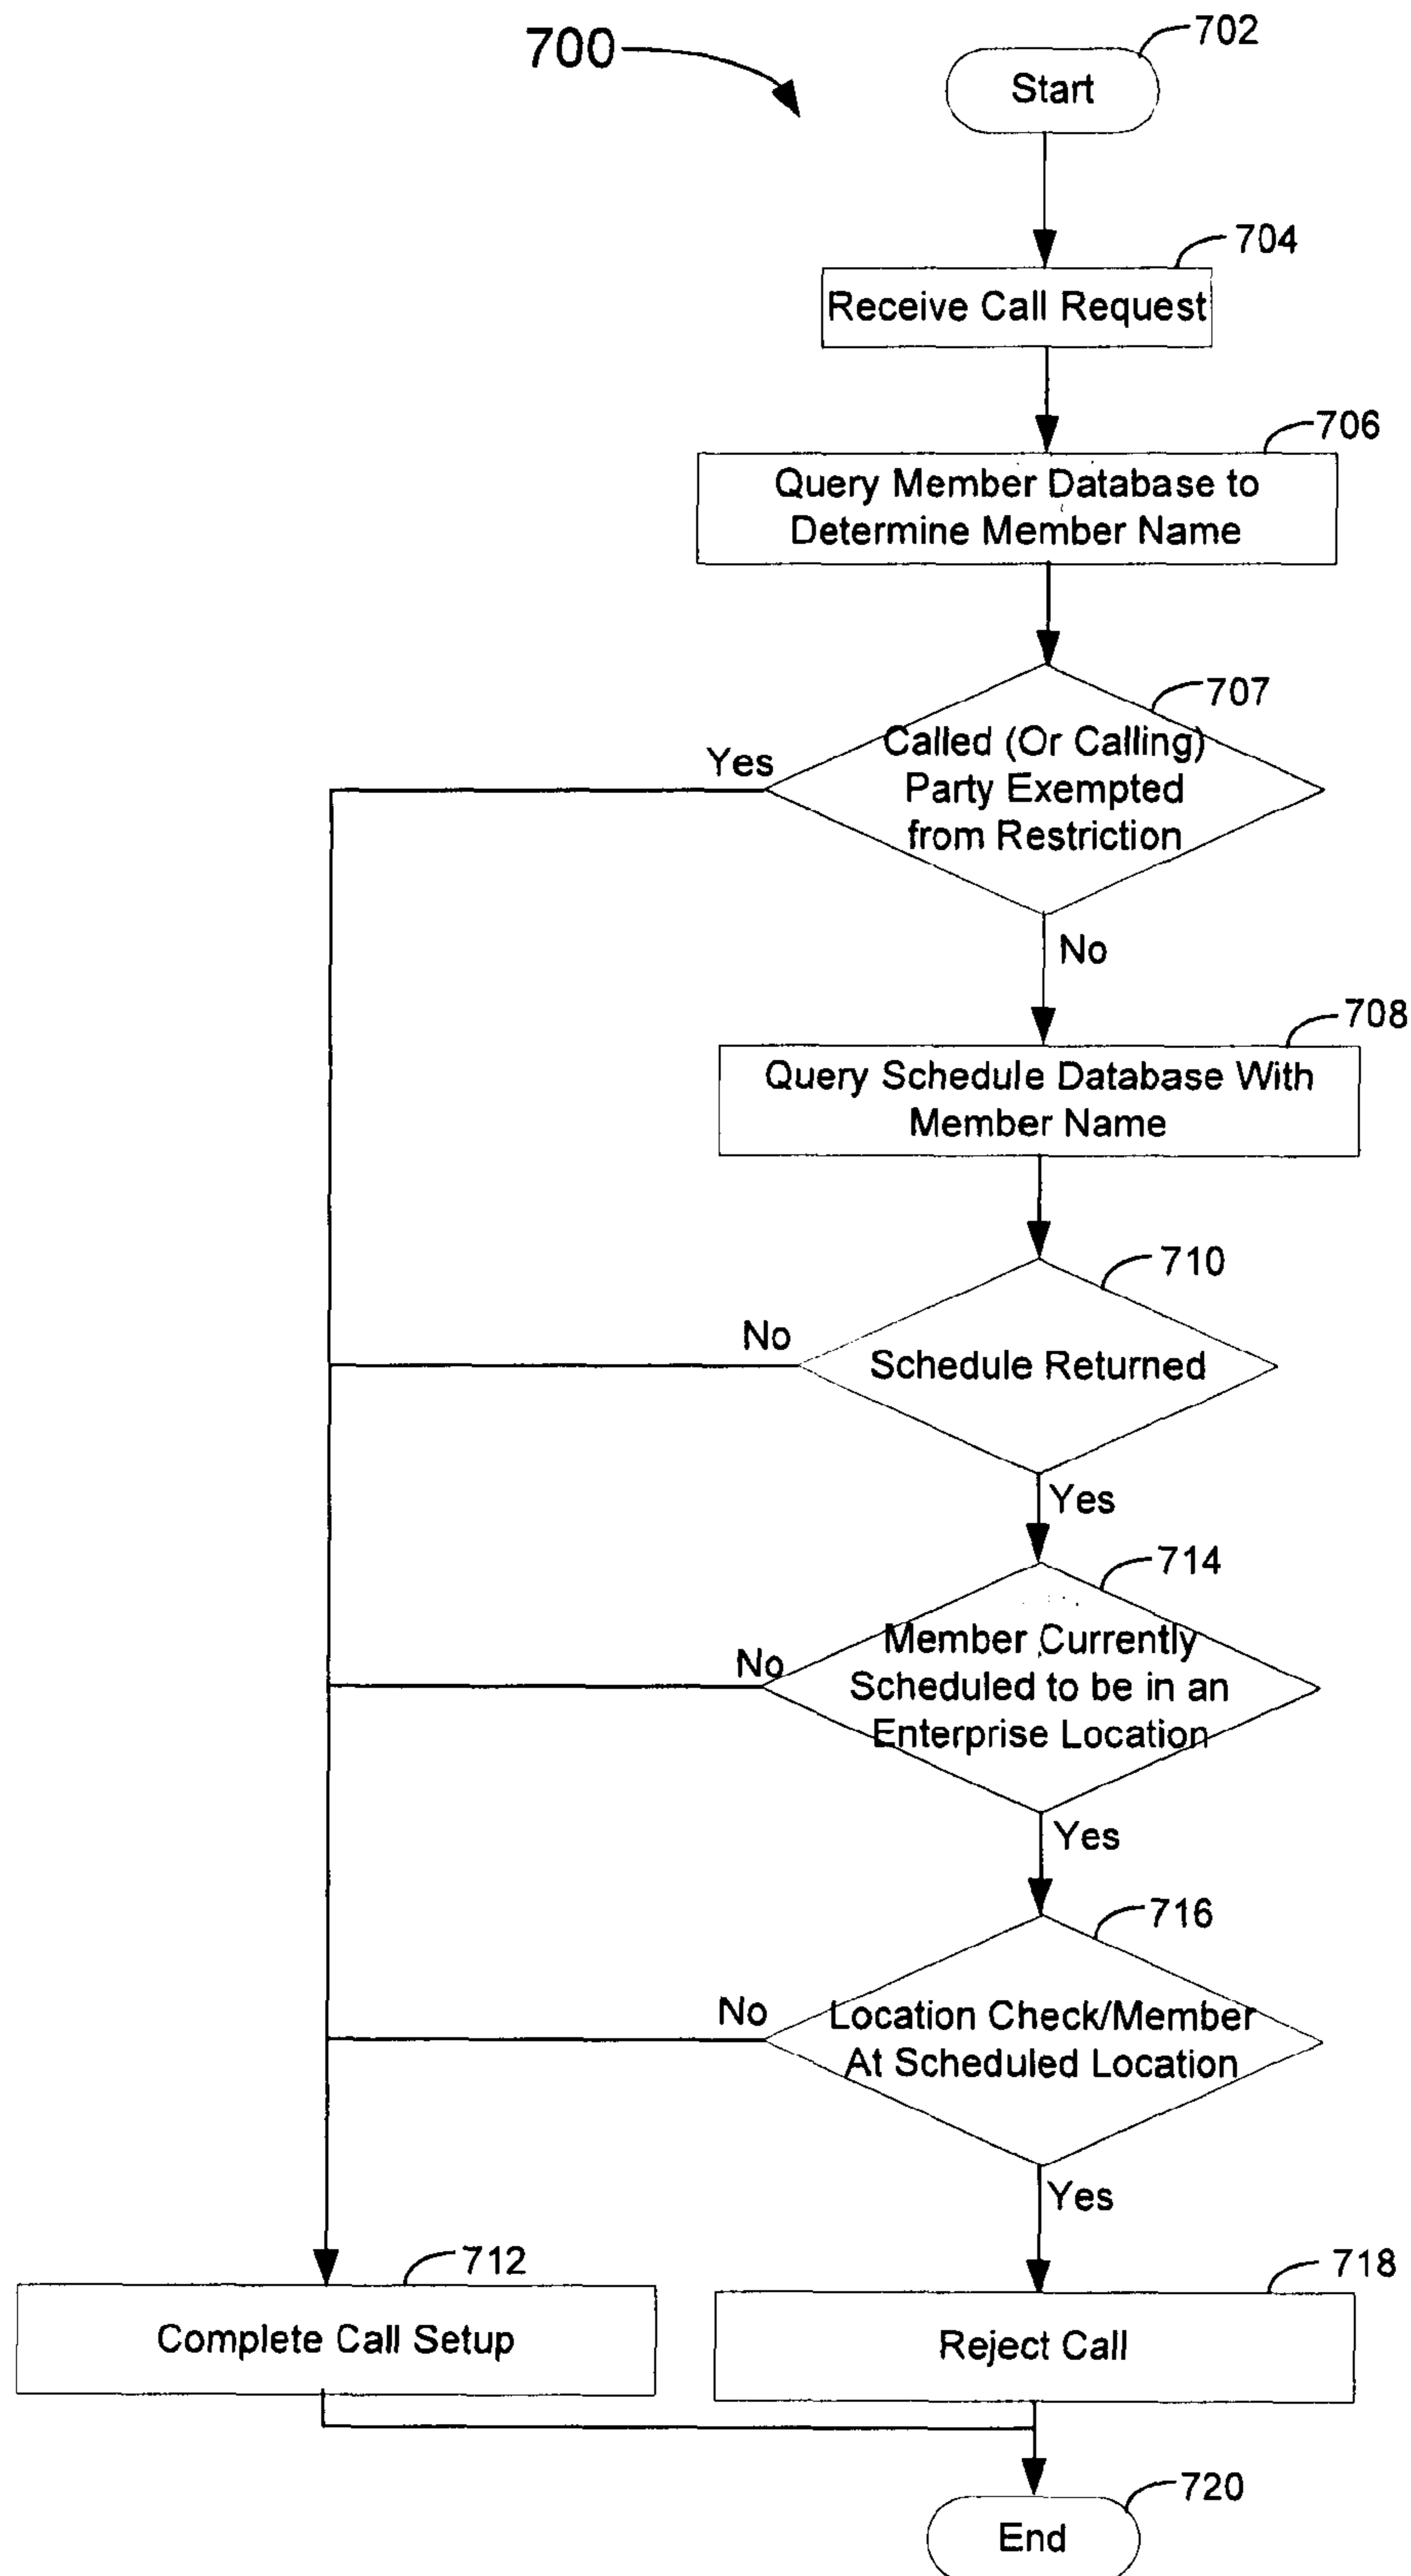 700
702
Start
704
Receive Call Request
706
Query Member Database to
Determine Member Name
707
Called (Or Calling)
Party Exempted
from Restriction
Yes
No
708
Query Schedule Database With
Member Name
710
No
Schedule Returned
Yes
714
Member Currently
Scheduled to be in an
Enterprise Location
No
Yes
716
No
Location Check/Member
At Scheduled Location
Yes
712
Complete Call Setup
718
Reject Call
720
End